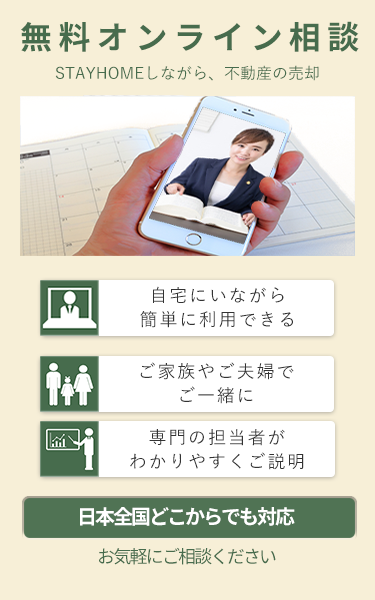 無料オンライン相談
STAYHOMEしながら、不動産の売却
自宅にいながら
簡単に利用できる
ご家族やご夫婦で
ご一緒に
専門の担当者が
わかりやすくご説明
日本全国どこからでも対応
お気軽にご相談ください